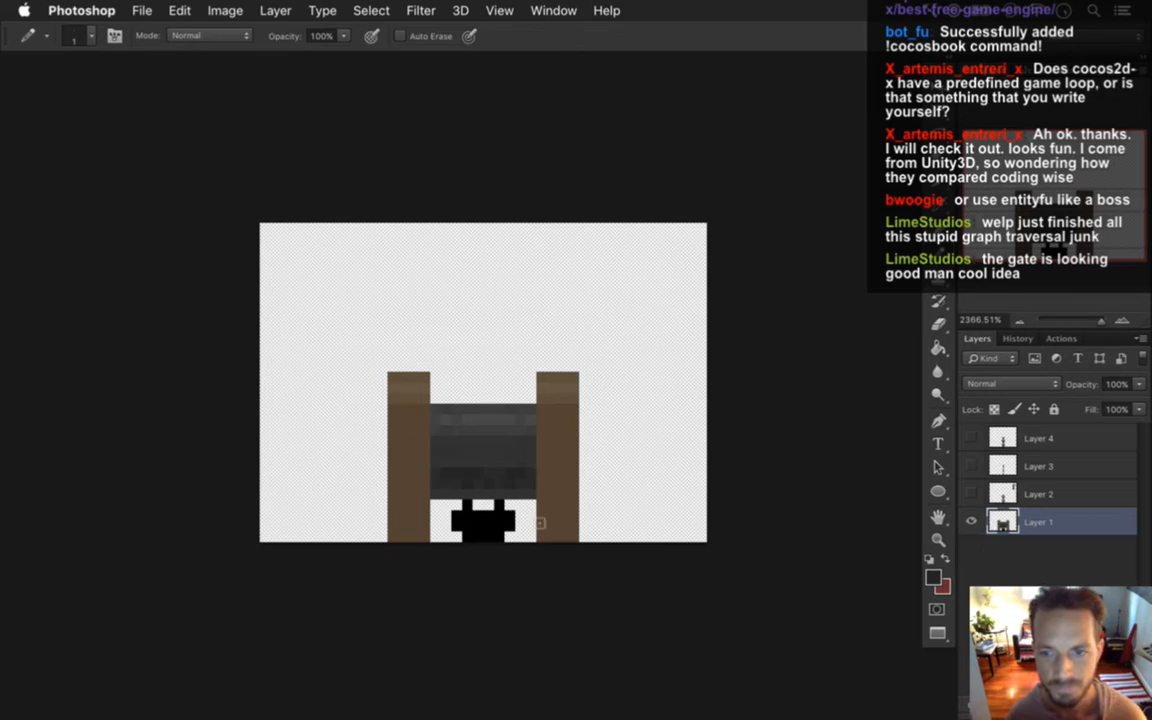 Photoshop File Edit Image Layer Type Select Filter 3D View Window Help
1 Mode: Normal Opacity: 100% Auto Erase
x/best-free-game-engine/
bot_fu Successfully added
!cocosbook command!
X_artemis_entreri_x Does cocos2d-
x have a predefined game loop, or is
that something that you write
yourself?
X_artemis_entreri_x Ah ok. thanks.
I will check it out. looks fun. I come
from Unity3D, so wondering how
they compared coding wise
bwoogie or use entityfu like a boss
LimeStudios welp just finished all
this stupid graph traversal junk
LimeStudios the gate is looking
good man cool idea
2366.51%
Layers History Actions
Kind
Normal Opacity: 100%
Lock: Fill: 100%
Layer 4
Layer 3
Layer 2
Layer 1